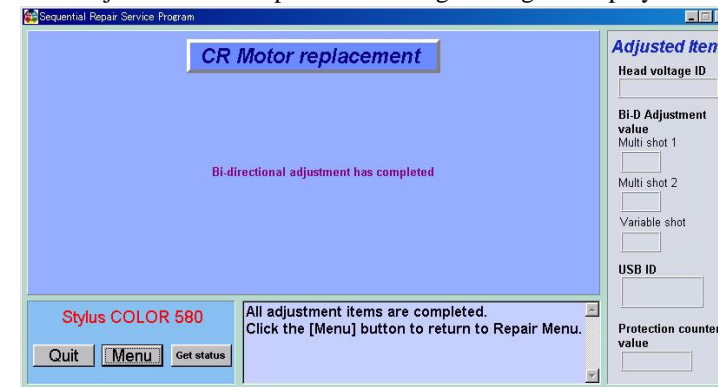 Sequential Repair Service Program
CR Motor replacement
Bi-directional adjustment has completed
Stylus COLOR 580
Quit
Menu
Get status
All adjustment items are completed.
Click the [Menu] button to return to Repair Menu.
Adjusted
Head voltage ID
Bi-D Adjustment
value
Multi shot 1
Multi shot 2
Variable shot
USB ID
Protection counter
value